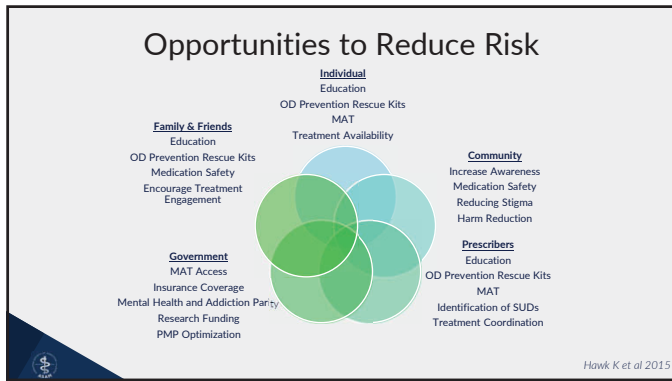 Opportunities to Reduce Risk
Individual
Education
OD Prevention Rescue Kits
MAT
Treatment Availability
Family & Friends
Education
OD Prevention Rescue Kits
Medication Safety
Encourage Treatment
Engagement
Community
Increase Awareness
Medication Safety
Reducing Stigma
Harm Reduction
Prescribers
Education
OD Prevention Rescue Kits
MAT
Identification of SUDs
Treatment Coordination
Government
MAT Access
Insurance Coverage
Mental Health and Addiction Parity
Research Funding
PMP Optimization
Hawk K et al 2015
ASAM